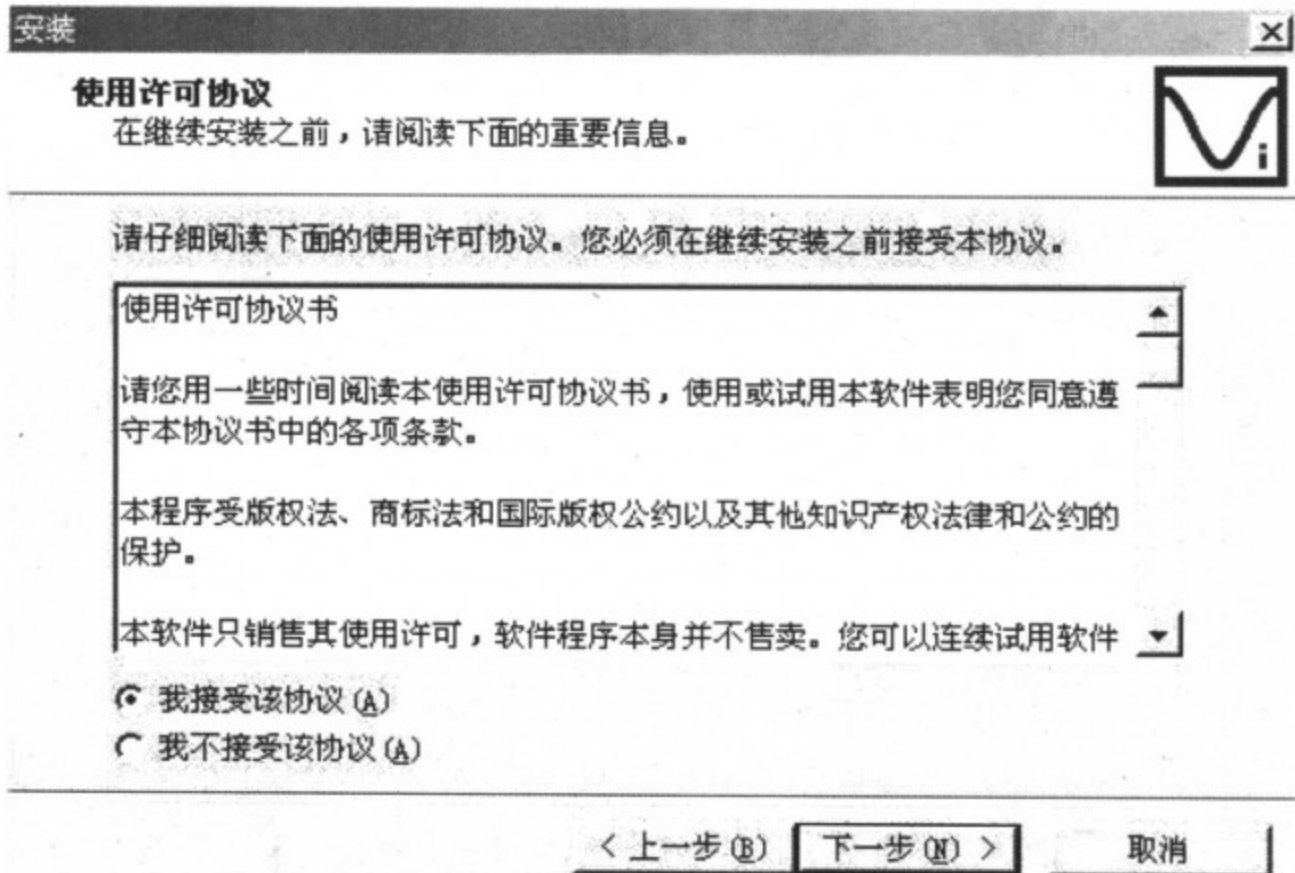 安装
使用许可协议
在继续安装之前，请阅读下面的重要信息。
i
请仔细阅读下面的使用许可协议。您必须在继续安装之前接受本协议。
使用许可协议书
请您用一些时间阅读本使用许可协议书，使用或试用本软件表明您同意遵
守本协议书中的各项条款。
本程序受版权法、商标法和国际版权公约以及其他知识产权法律和公约的
保护。
本软件只销售其使用许可，软件程序本身并不售卖。您可以连续试用软件
我接受该协议(A)
我不接受该协议(A)
< 上一步(B) 下一步(N) > 取消